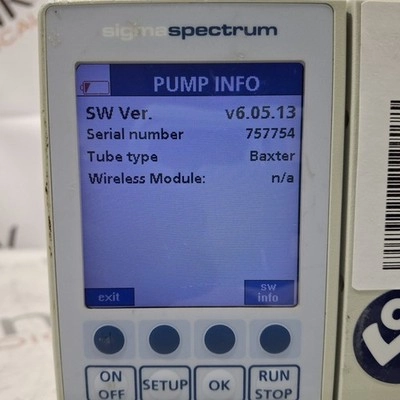 sigmaspectrum
PUMP INFO
SW Ver. v6.05.13
Serial number 757754
Tube type Baxter
Wireless Module: n/a
exit
sw
info
ON
OFF
SETUP
OK
RUN
STOP